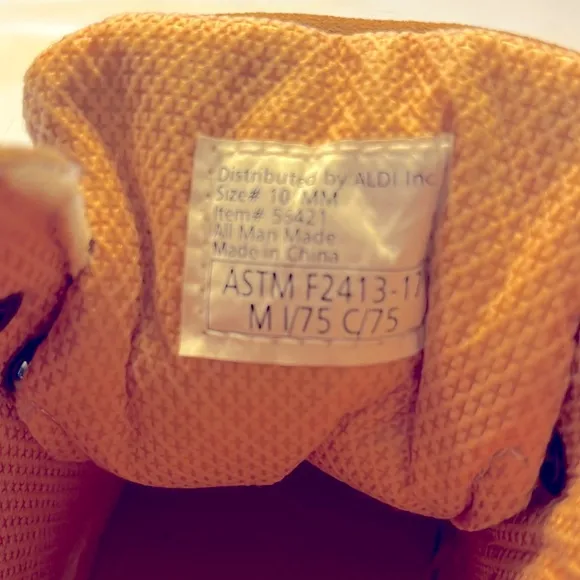 Distributed by ALDI Inc
Size# 10 MM
Item# 56421
All Man Made
Made in China
ASTM F2413-17
M I/75 C/75